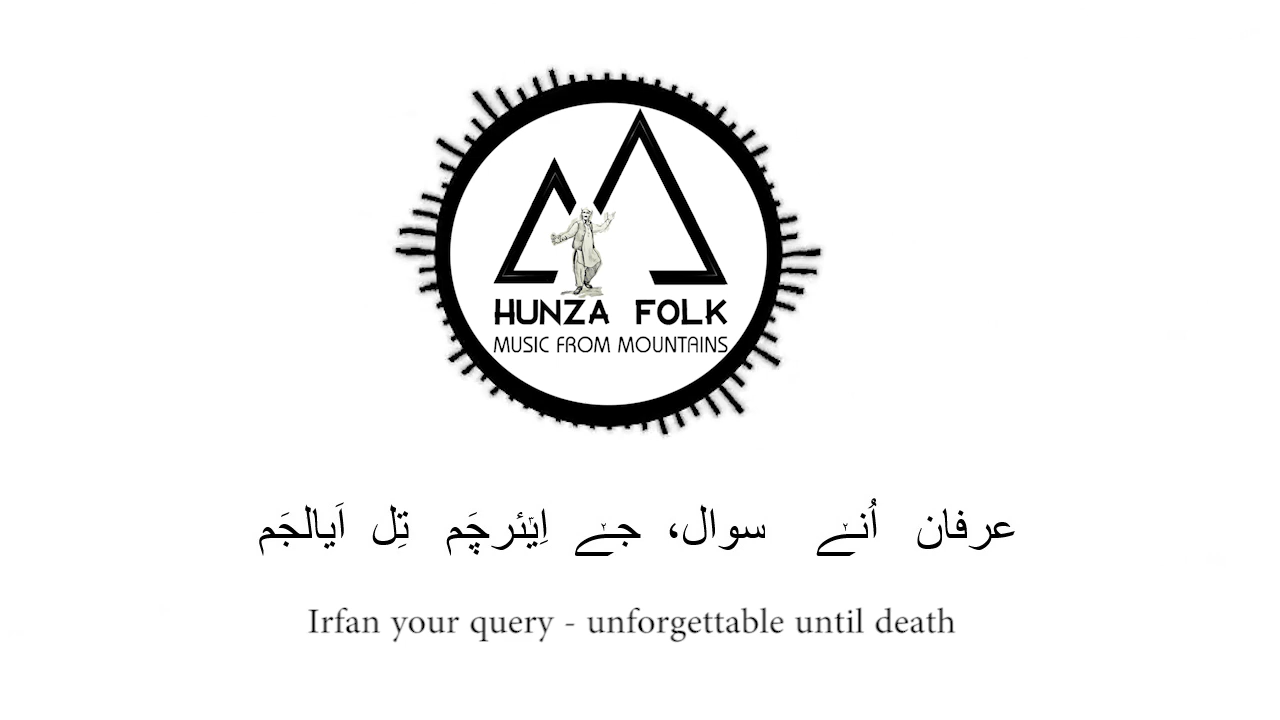 HUNZA FOLK
MUSIC FROM MOUNTAINS
عرفان اُنے سوال، جے اِیٔئرچَم تِل اَیالجَم
Irfan your query - unforgettable until death